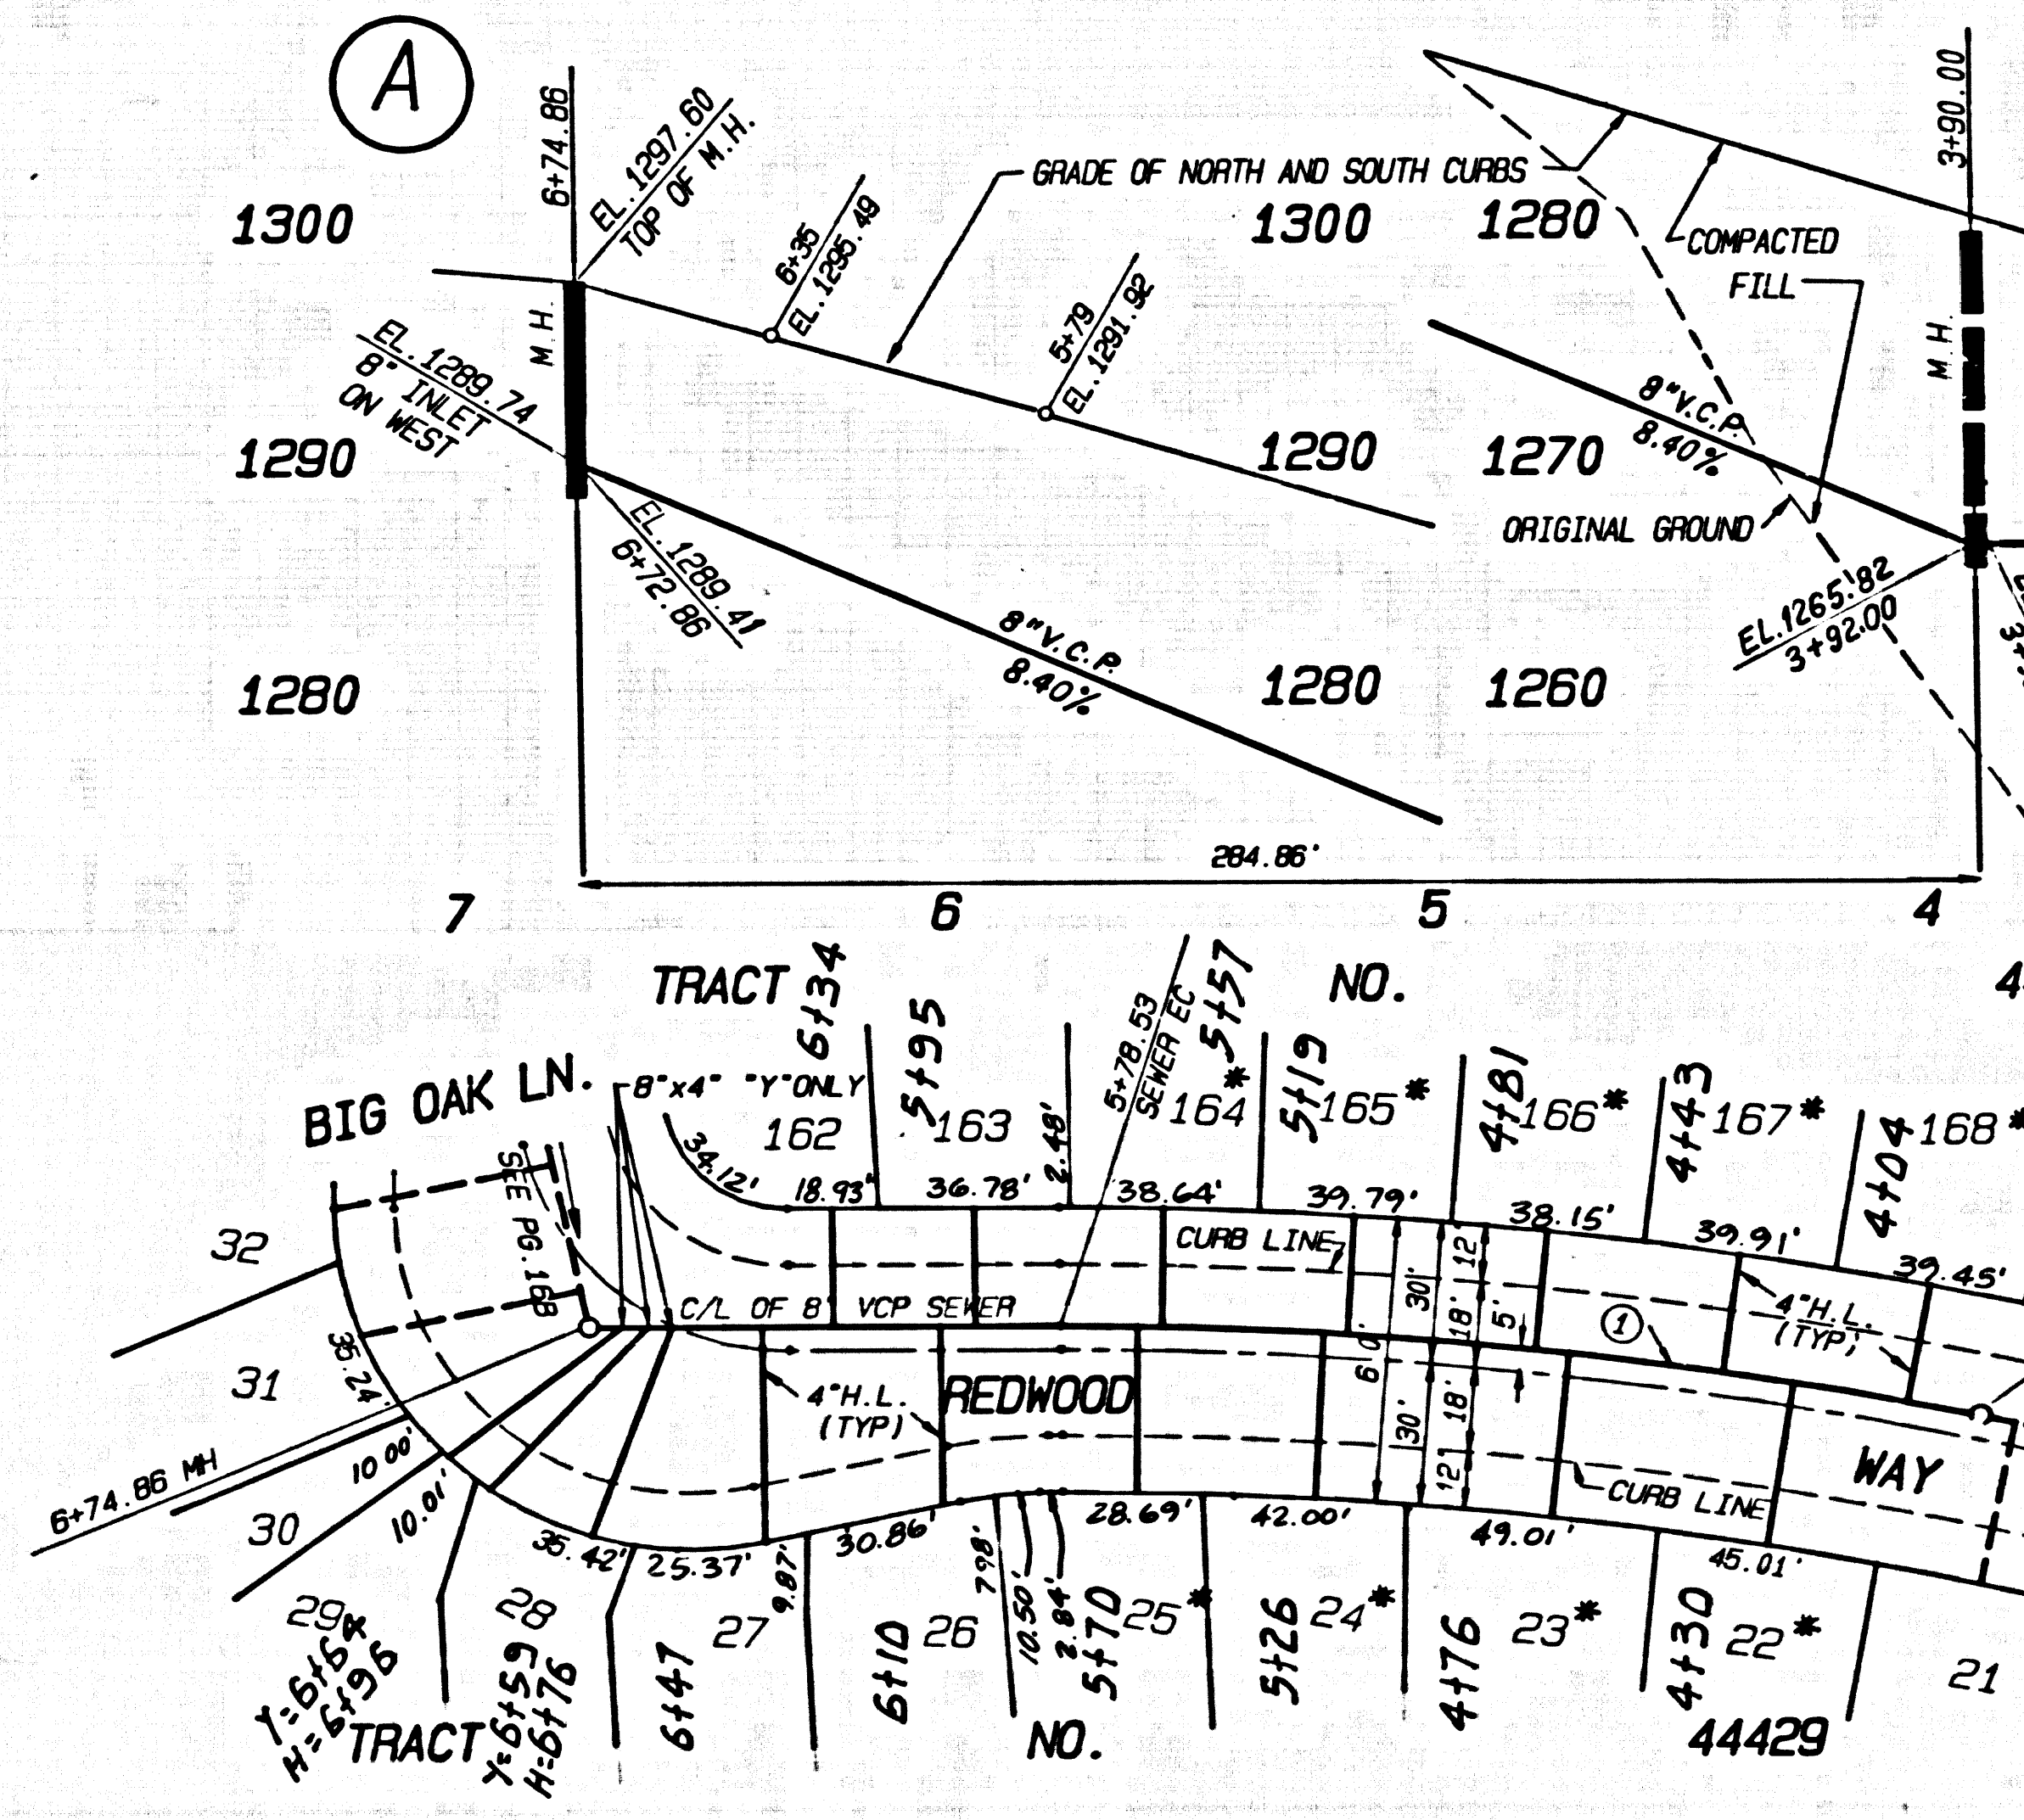 A
6+74.86
EL.1297.60
TOP OF M.H.
3+90.00
GRADE OF NORTH AND SOUTH CURBS
1300
1300
1280
6+35
EL.1295.49
COMPACTED
FILL
5+79
EL.1291.92
M.H.
M.H.
EL.1289.74
8" INLET
ON WEST
8"V.C.P.
8.40%
1290
1290
1270
ORIGINAL GROUND
EL.1289.41
6+72.86
EL.1265.82
3+92.00
8"V.C.P.
8.40%
1280
1280
1260
284.86'
7
6
5
4
TRACT
NO.
6+34
5+95
5+78.53
SEWER EC
5+57
5+19
4+81
4+43
4+04
BIG OAK LN.
8"x4" "Y"ONLY
162
163
164*
165*
166*
167*
168*
34.12'
18.93'
36.78'
2.48'
38.64'
39.79'
38.15'
39.91'
39.45'
SEE PG.168
32
CURB LINE
C/L OF 8" VCP SEWER
30'
12'
18'
5'
1
4"H.L.
(TYP)
31
35.24'
4"H.L.
(TYP)
REDWOOD
60'
30'
18'
12'
WAY
CURB LINE
6+74.86 MH
10.00'
10.01'
30
35.42'
25.37'
9.87'
30.86'
7.98'
10.50'
2.84'
28.69'
42.00'
49.01'
45.01'
29
28
27
26
25*
24*
23*
22*
21
Y=6+64
H=6+96
Y=6+59
H=6+76
6+47
6+10
5+70
5+26
4+76
4+30
TRACT
NO.
44429